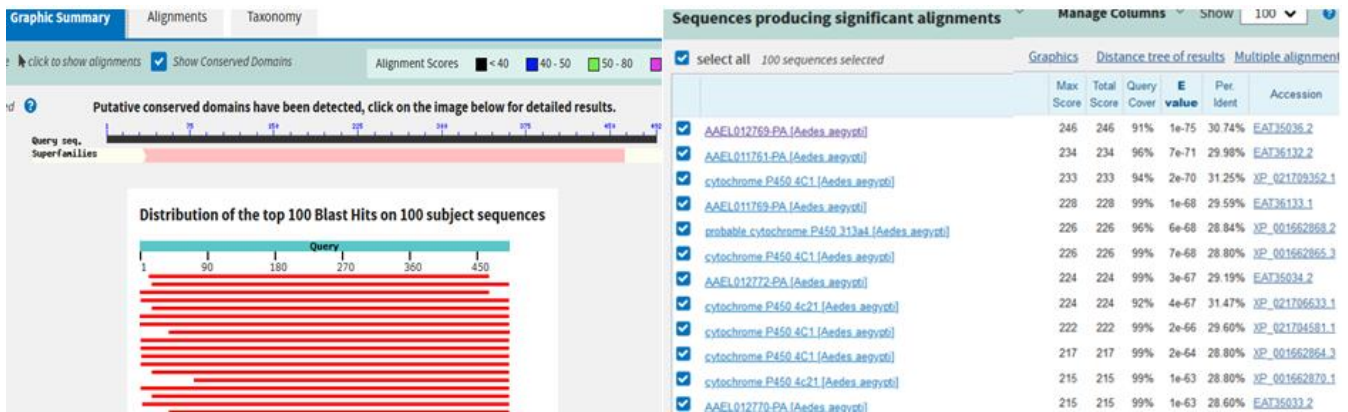 Graphic Summary Alignments Taxonomy
click to show alignments Show Conserved Domains Alignment Scores < 40 40 - 50 50 - 80
Putative conserved domains have been detected, click on the image below for detailed results.
1 75 150 225 300 375 450 492
Query seq.
Superfamilies
Distribution of the top 100 Blast Hits on 100 subject sequences
Query
1 90 180 270 360 450
Sequences producing significant alignments Manage Columns Show 100
select all 100 sequences selected Graphics Distance tree of results Multiple alignment
Max Score Total Score Query Cover E value Per. Ident Accession
AAEL012769-PA [Aedes aegypti] 246 246 91% 1e-75 30.74% EAT35036.2
AAEL011761-PA [Aedes aegypti] 234 234 96% 7e-71 29.98% EAT36132.2
cytochrome P450 4C1 [Aedes aegypti] 233 233 94% 2e-70 31.25% XP_021709352.1
AAEL011769-PA [Aedes aegypti] 228 228 99% 1e-68 29.59% EAT36133.1
probable cytochrome P450 313a4 [Aedes aegypti] 226 226 96% 6e-68 28.84% XP_001662868.2
cytochrome P450 4C1 [Aedes aegypti] 226 226 99% 7e-68 28.80% XP_001662865.3
AAEL012772-PA [Aedes aegypti] 224 224 99% 3e-67 29.19% EAT35034.2
cytochrome P450 4c21 [Aedes aegypti] 224 224 92% 4e-67 31.47% XP_021706633.1
cytochrome P450 4C1 [Aedes aegypti] 222 222 99% 2e-66 29.60% XP_021704581.1
cytochrome P450 4C1 [Aedes aegypti] 217 217 99% 2e-64 28.80% XP_001662864.3
cytochrome P450 4c21 [Aedes aegypti] 215 215 99% 1e-63 28.80% XP_001662870.1
AAEL012770-PA [Aedes aegypti] 215 215 99% 1e-63 28.60% EAT35033.2